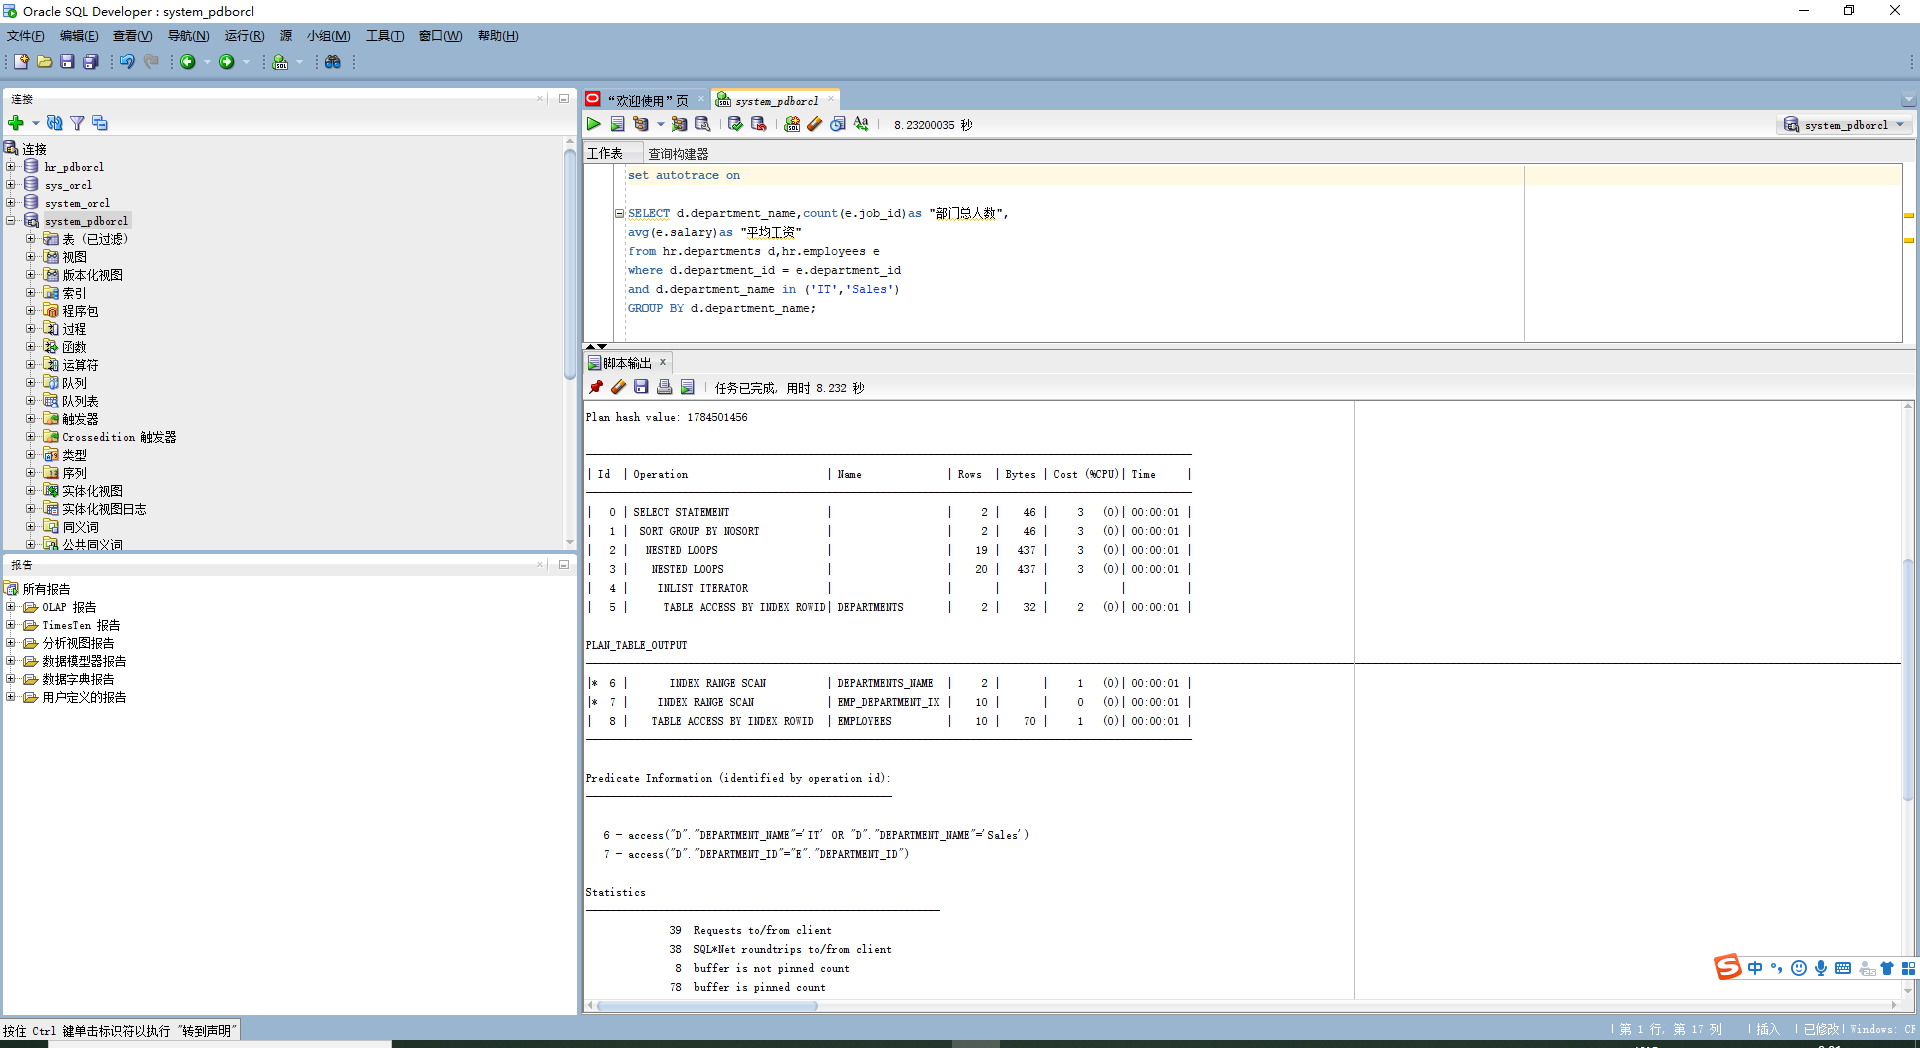 Oracle SQL Developer : system_pdborcl
文件(F) 编辑(E) 查看(V) 导航(N) 运行(R) 源 小组(M) 工具(T) 窗口(W) 帮助(H)
连接
连接
hr_pdborcl
sys_orcl
system_orcl
system_pdborcl
表 (已过滤)
视图
版本化视图
索引
程序包
过程
函数
运算符
队列
队列表
触发器
Crossedition 触发器
类型
序列
实体化视图
实体化视图日志
同义词
公共同义词
报告
所有报告
OLAP 报告
TimesTen 报告
分析视图报告
数据模型器报告
数据字典报告
用户定义的报告
“欢迎使用”页 system_pdborcl
8.23200035 秒 system_pdborcl
工作表 查询构建器
set autotrace on
SELECT d.department_name,count(e.job_id)as "部门总人数",
avg(e.salary)as "平均工资"
from hr.departments d,hr.employees e
where d.department_id = e.department_id
and d.department_name in ('IT','Sales')
GROUP BY d.department_name;
脚本输出 x
任务已完成, 用时 8.232 秒
Plan hash value: 1784501456
| Id | Operation | Name | Rows | Bytes | Cost (%CPU)| Time |
| 0 | SELECT STATEMENT | | 2 | 46 | 3 (0)| 00:00:01 |
| 1 | SORT GROUP BY NOSORT | | 2 | 46 | 3 (0)| 00:00:01 |
| 2 | NESTED LOOPS | | 19 | 437 | 3 (0)| 00:00:01 |
| 3 | NESTED LOOPS | | 20 | 437 | 3 (0)| 00:00:01 |
| 4 | INLIST ITERATOR | | | | | |
| 5 | TABLE ACCESS BY INDEX ROWID| DEPARTMENTS | 2 | 32 | 2 (0)| 00:00:01 |
PLAN_TABLE_OUTPUT
|* 6 | INDEX RANGE SCAN | DEPARTMENTS_NAME | 2 | | 1 (0)| 00:00:01 |
|* 7 | INDEX RANGE SCAN | EMP_DEPARTMENT_IX | 10 | | 0 (0)| 00:00:01 |
| 8 | TABLE ACCESS BY INDEX ROWID | EMPLOYEES | 10 | 70 | 1 (0)| 00:00:01 |
Predicate Information (identified by operation id):
6 - access("D"."DEPARTMENT_NAME"='IT' OR "D"."DEPARTMENT_NAME"='Sales')
7 - access("D"."DEPARTMENT_ID"="E"."DEPARTMENT_ID")
Statistics
39 Requests to/from client
38 SQL*Net roundtrips to/from client
8 buffer is not pinned count
78 buffer is pinned count
中
按住 Ctrl 键单击标识符以执行 "转到声明"
第 1 行, 第 17 列 | 插入 | 已修改| Windows: CF